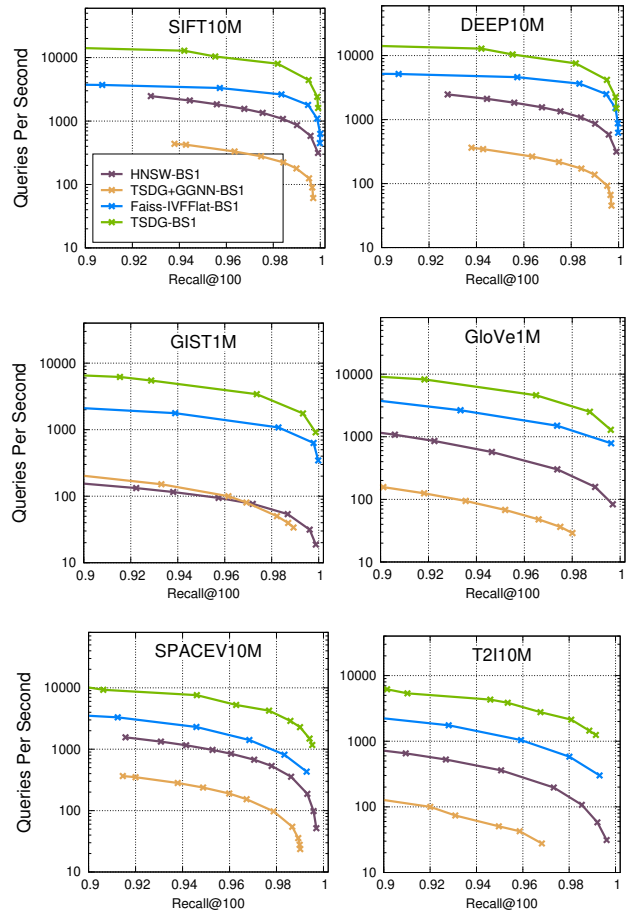 SIFT10M
Queries Per Second
10000
1000
100
10
HNSW-BS1
TSDG+GGNN-BS1
Faiss-IVFFlat-BS1
TSDG-BS1
0.9 0.92 0.94 0.96 0.98 1
Recall@100
DEEP10M
10000
1000
100
10
0.9 0.92 0.94 0.96 0.98 1
Recall@100
GIST1M
Queries Per Second
10000
1000
100
10
0.9 0.92 0.94 0.96 0.98 1
Recall@100
GloVe1M
10000
1000
100
10
0.9 0.92 0.94 0.96 0.98 1
Recall@100
SPACEV10M
Queries Per Second
10000
1000
100
10
0.9 0.92 0.94 0.96 0.98 1
Recall@100
T2I10M
10000
1000
100
10
0.9 0.92 0.94 0.96 0.98 1
Recall@100